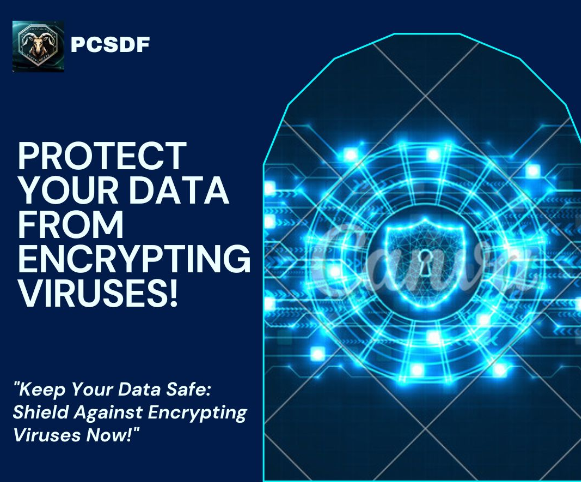 PCSDF
PROTECT
YOUR DATA
FROM
ENCRYPTING
VIRUSES!
"Keep Your Data Safe:
Shield Against Encrypting
Viruses Now!"
Canva